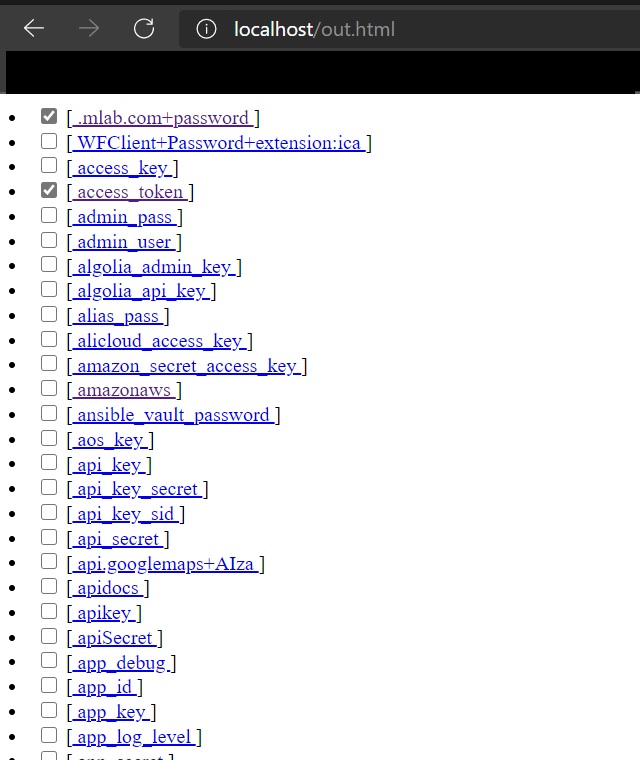 localhost/out.html
[ .mlab.com+password ]
[ WFClient+Password+extension:ica ]
[ access_key ]
[ access_token ]
[ admin_pass ]
[ admin_user ]
[ algolia_admin_key ]
[ algolia_api_key ]
[ alias_pass ]
[ alicloud_access_key ]
[ amazon_secret_access_key ]
[ amazonaws ]
[ ansible_vault_password ]
[ aos_key ]
[ api_key ]
[ api_key_secret ]
[ api_key_sid ]
[ api_secret ]
[ api.googlemaps+AIza ]
[ apidocs ]
[ apikey ]
[ apiSecret ]
[ app_debug ]
[ app_id ]
[ app_key ]
[ app_log_level ]